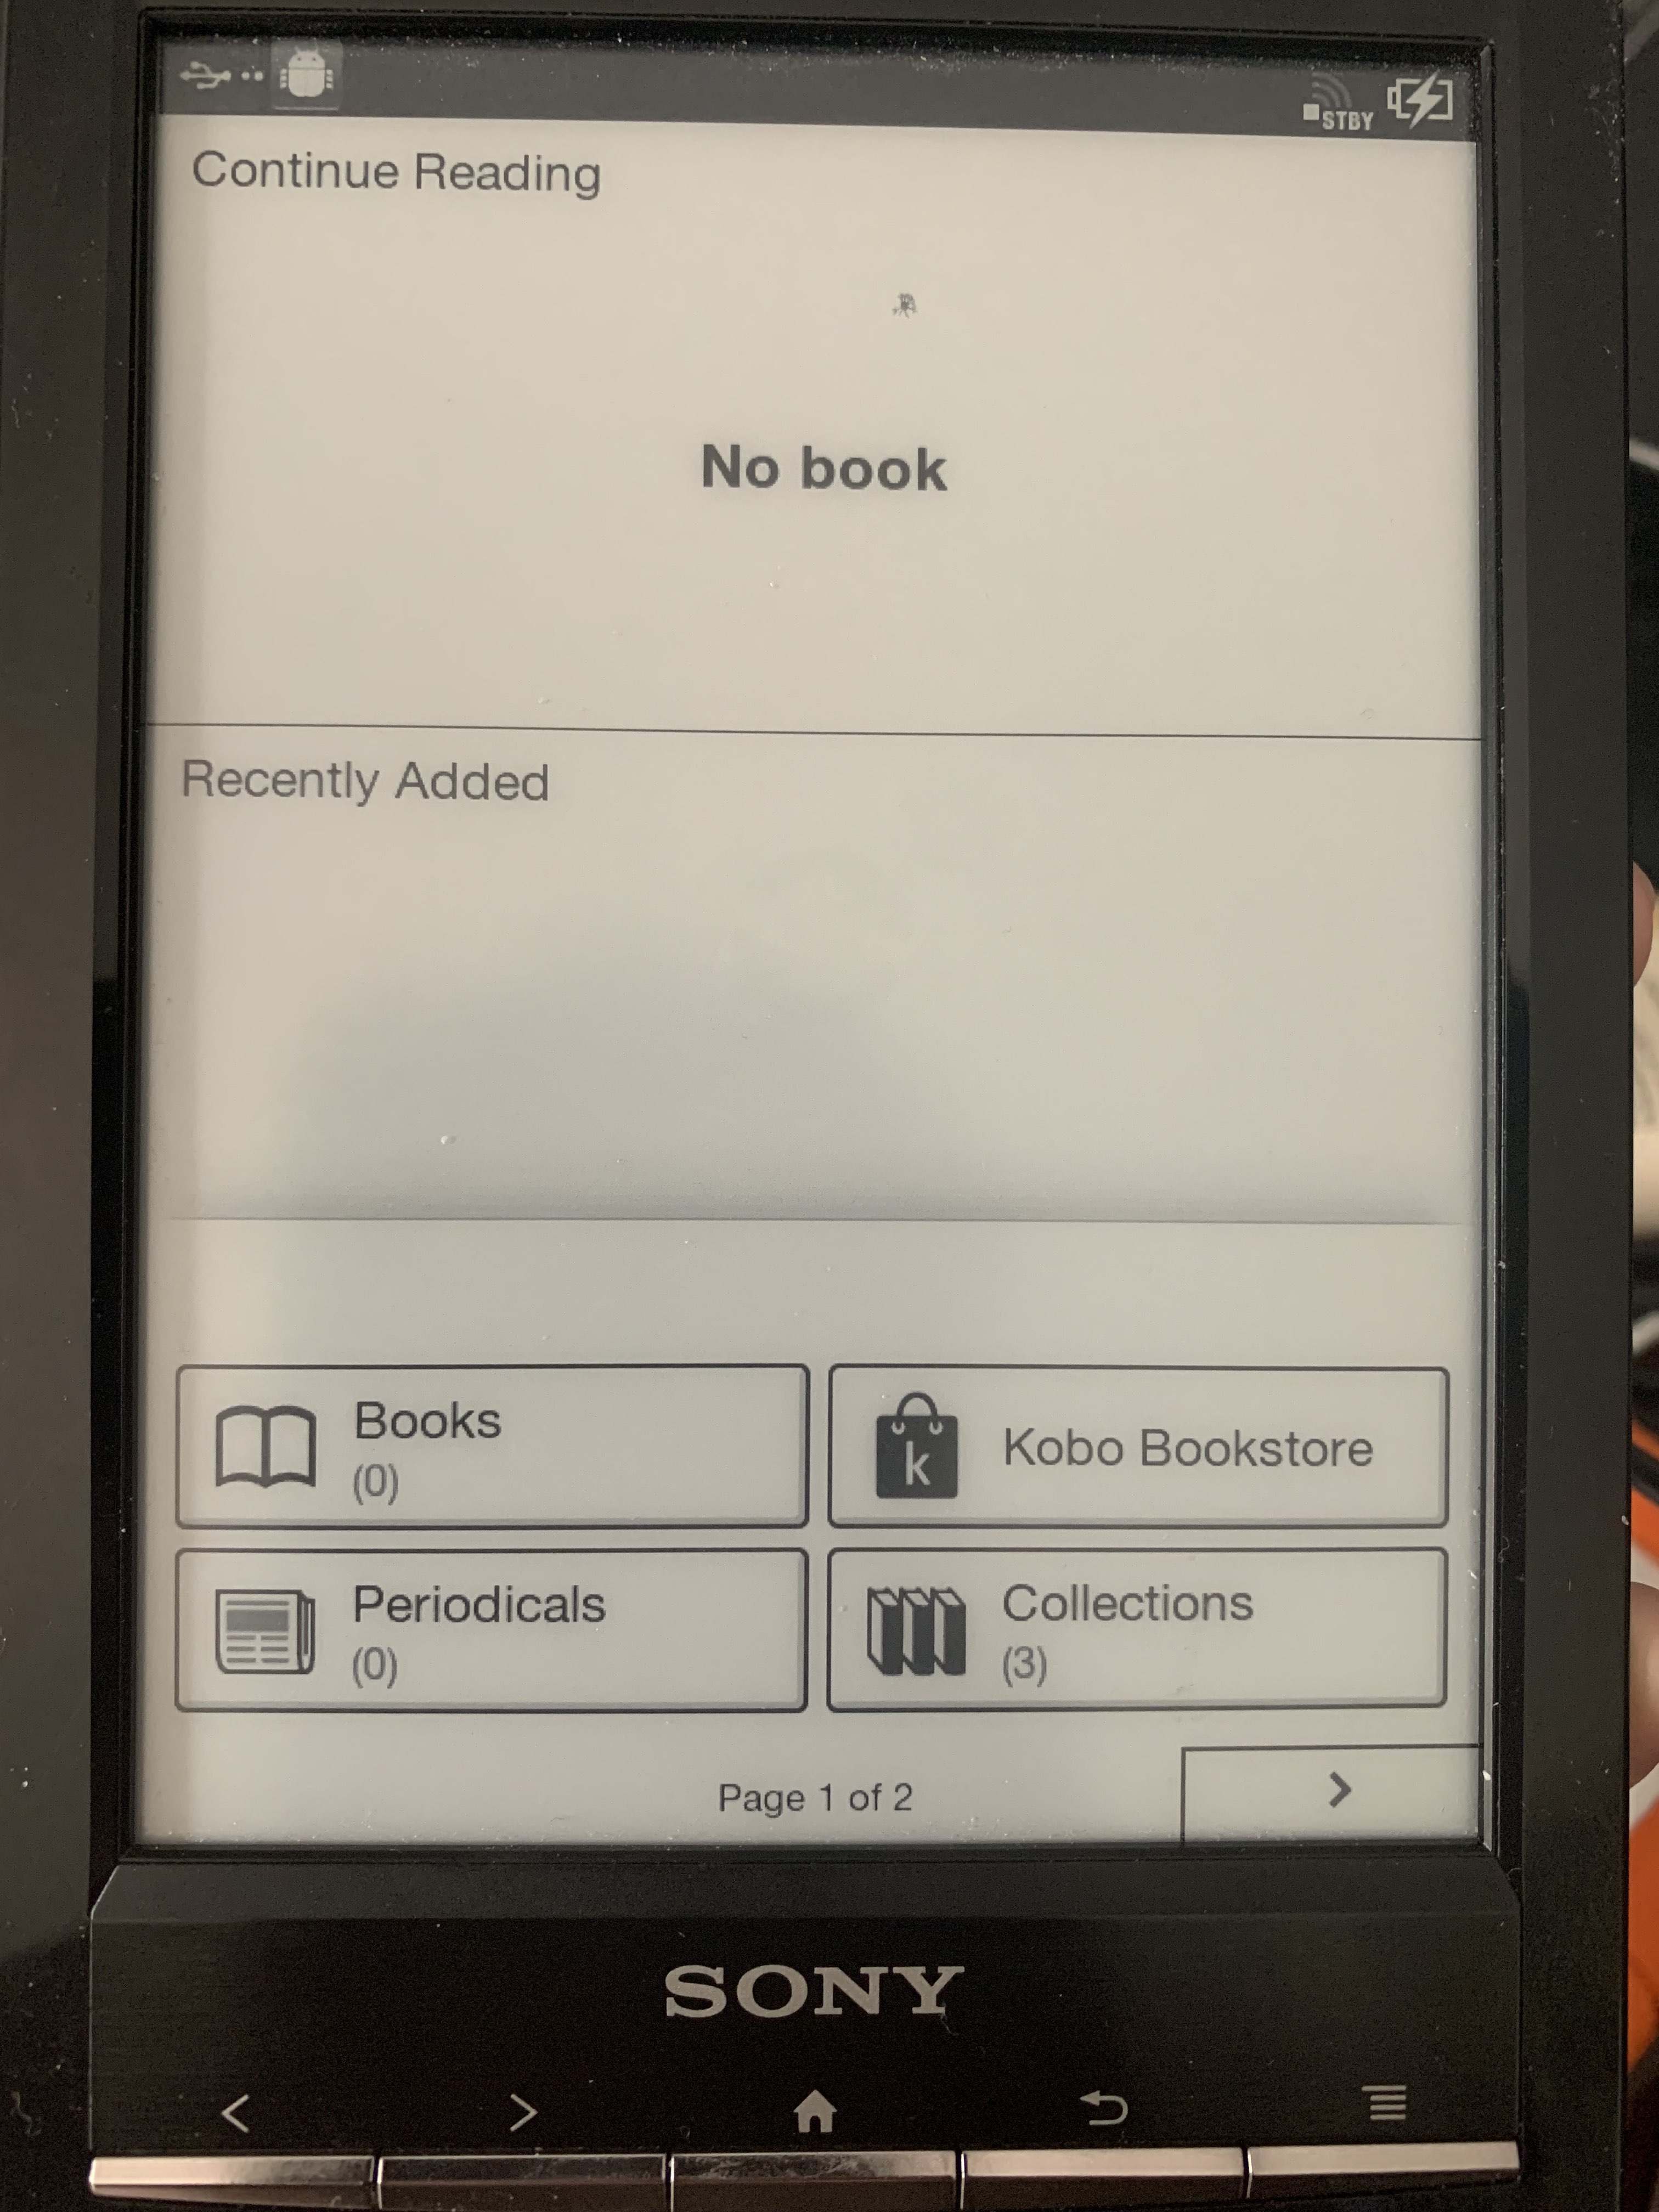 STBY
Continue Reading
No book
Recently Added
Books
(0)
k
Kobo Bookstore
Periodicals
(0)
Collections
(3)
Page 1 of 2
SONY